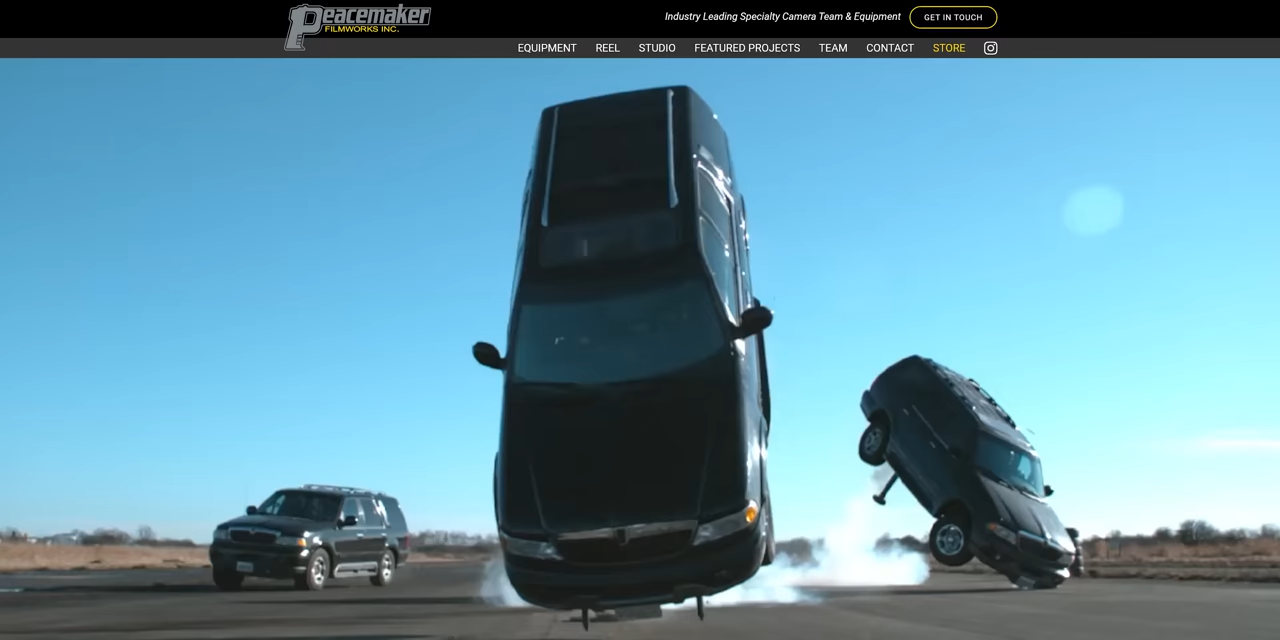 Peacemaker
FILMWORKS INC.
Industry Leading Specialty Camera Team & Equipment
GET IN TOUCH
EQUIPMENT REEL STUDIO FEATURED PROJECTS TEAM CONTACT STORE